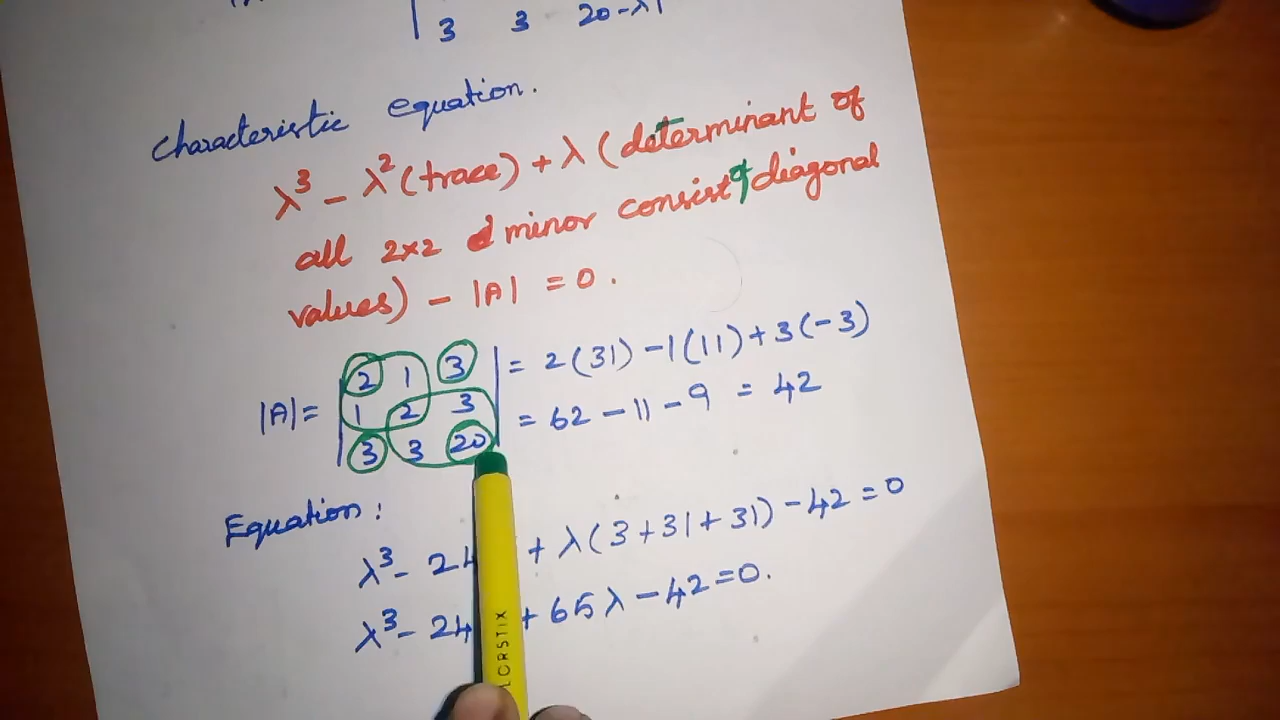 3 3 20-λ|
Characteristic equation.
λ³ - λ² (trace) + λ (determinant of
all 2×2 minor consist of diagonal
values) - |A| = 0.
|A| = | 2 1 3 | = 2(31) - 1(11) + 3(-3)
1 2 3 = 62 - 11 - 9 = 42
3 3 20
Equation:
λ³ - 24 + λ(3+31+31) - 42 = 0
λ³ - 24 + 65λ - 42 = 0.
LORSTIX